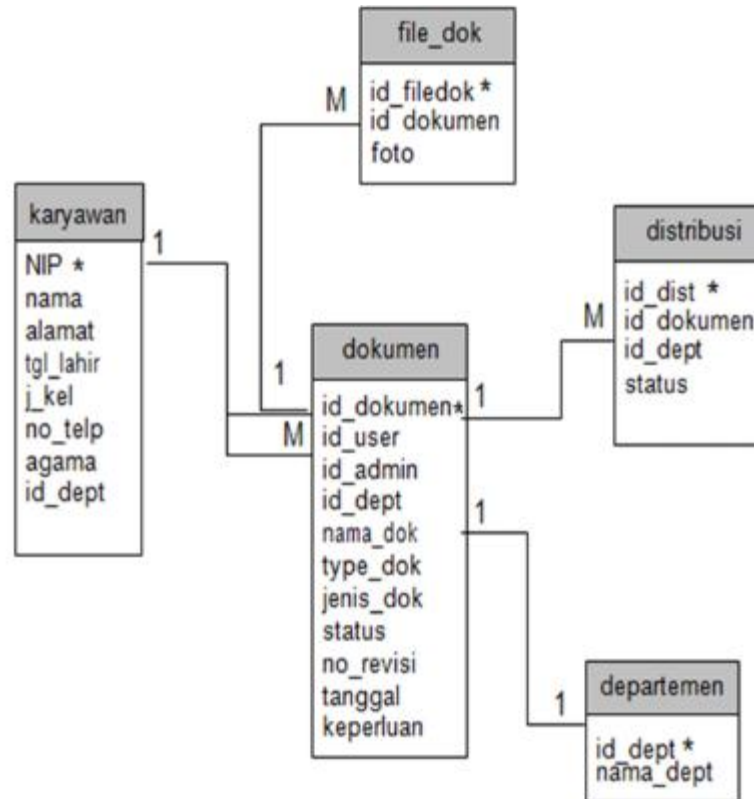 file_dok
id_filedok *
id_dokumen
foto
M
karyawan
NIP *
nama
alamat
tgl_lahir
j_kel
no_telp
agama
id_dept
1
distribusi
id_dist *
id_dokumen
id_dept
status
M
dokumen
id_dokumen*
id_user
id_admin
id_dept
nama_dok
type_dok
jenis_dok
status
no_revisi
tanggal
keperluan
1
M
1
1
departemen
id_dept *
nama_dept
1